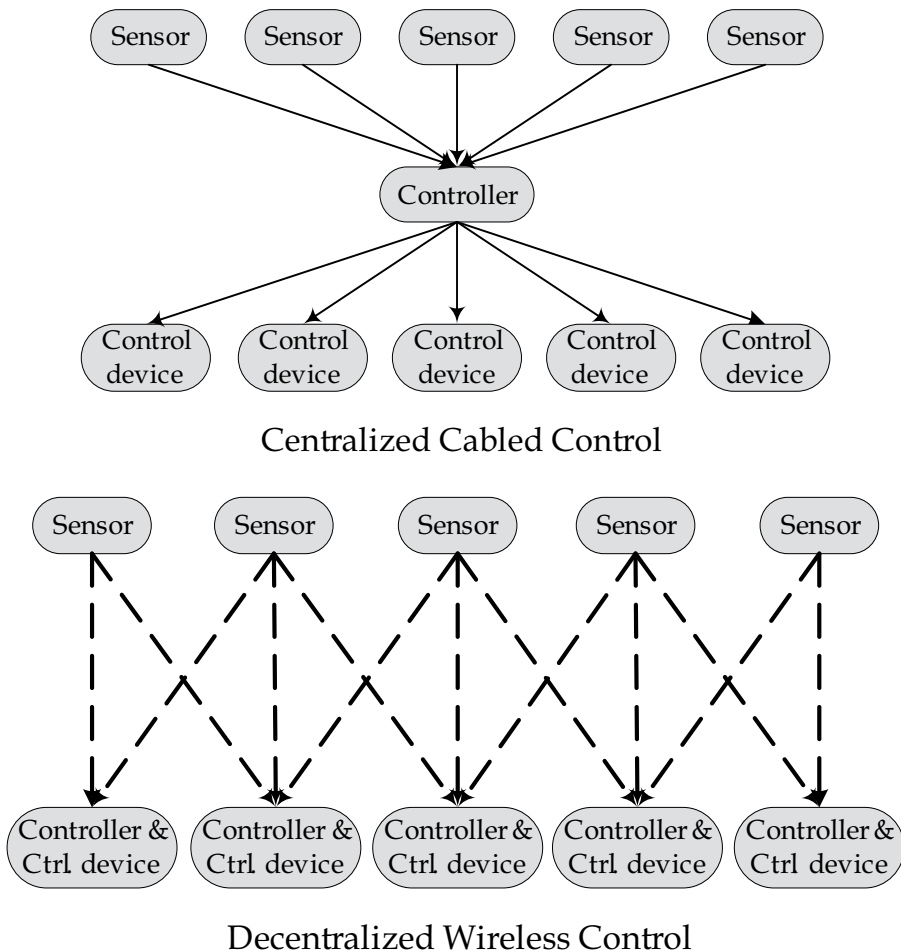 Sensor
Sensor
Sensor
Sensor
Sensor
Controller
Control
device
Control
device
Control
device
Control
device
Control
device
Centralized Cabled Control
Sensor
Sensor
Sensor
Sensor
Sensor
Controller &
Ctrl. device
Controller &
Ctrl. device
Controller &
Ctrl. device
Controller &
Ctrl. device
Controller &
Ctrl. device
Decentralized Wireless Control